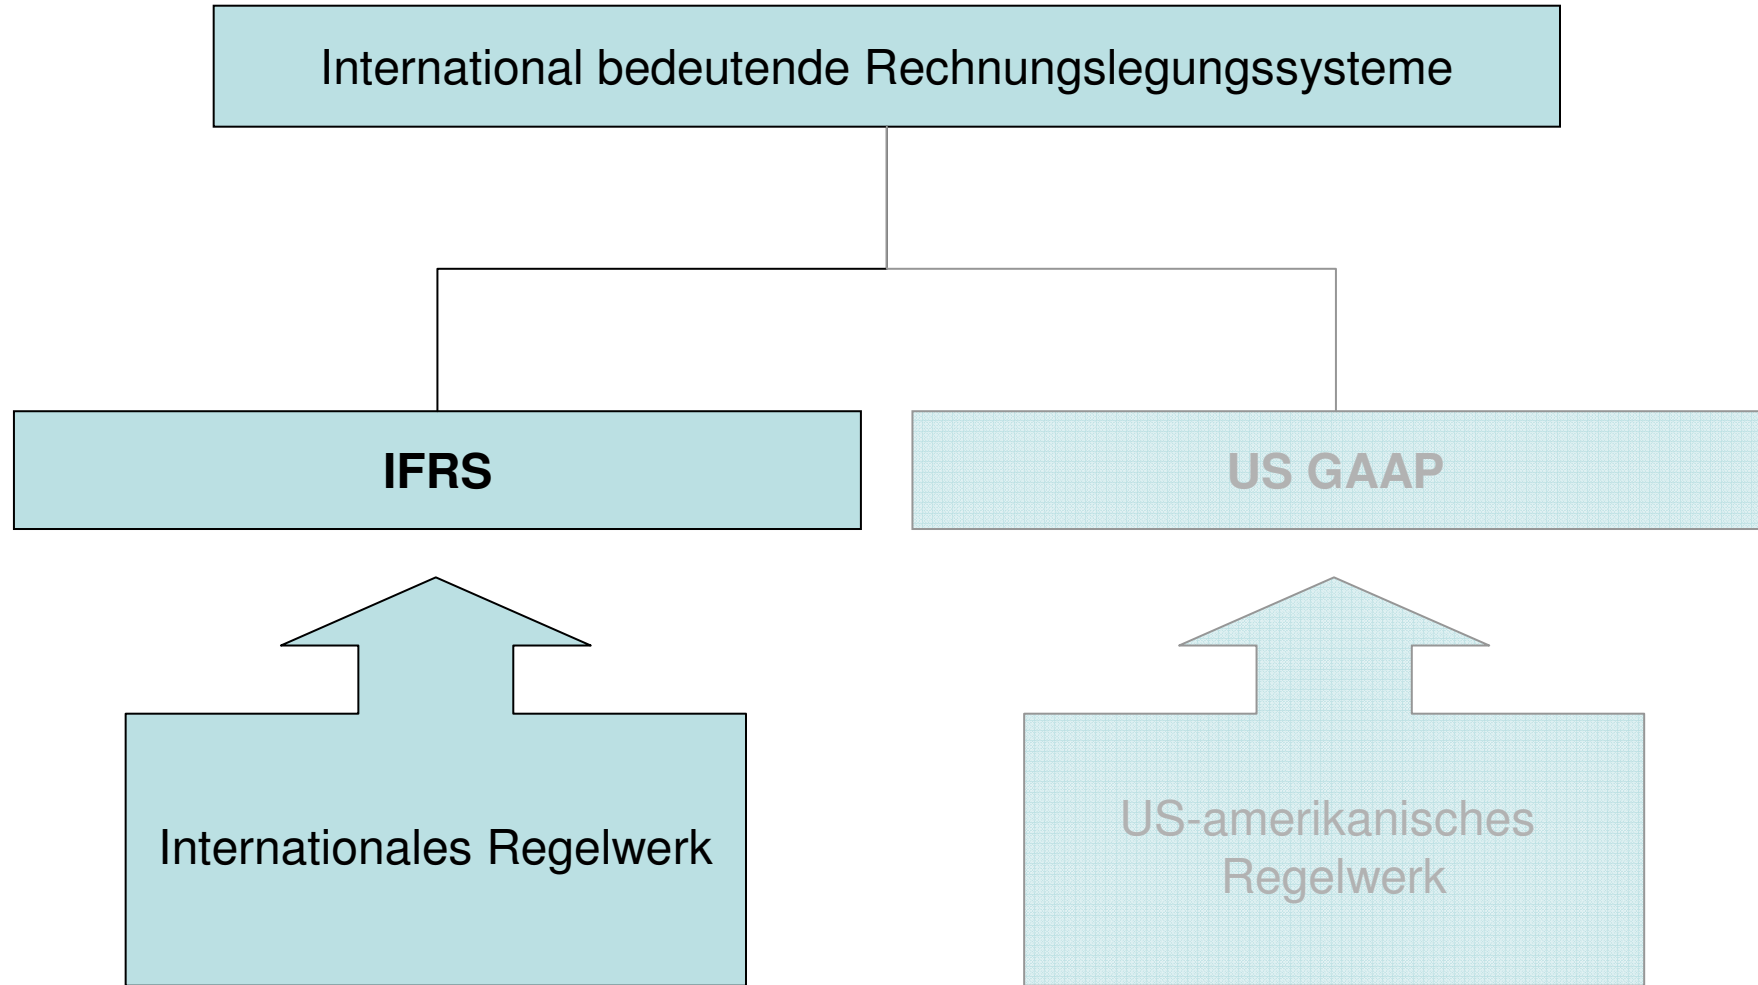 International bedeutende Rechnungslegungssysteme
IFRS
US GAAP
Internationales Regelwerk
US-amerikanisches
Regelwerk